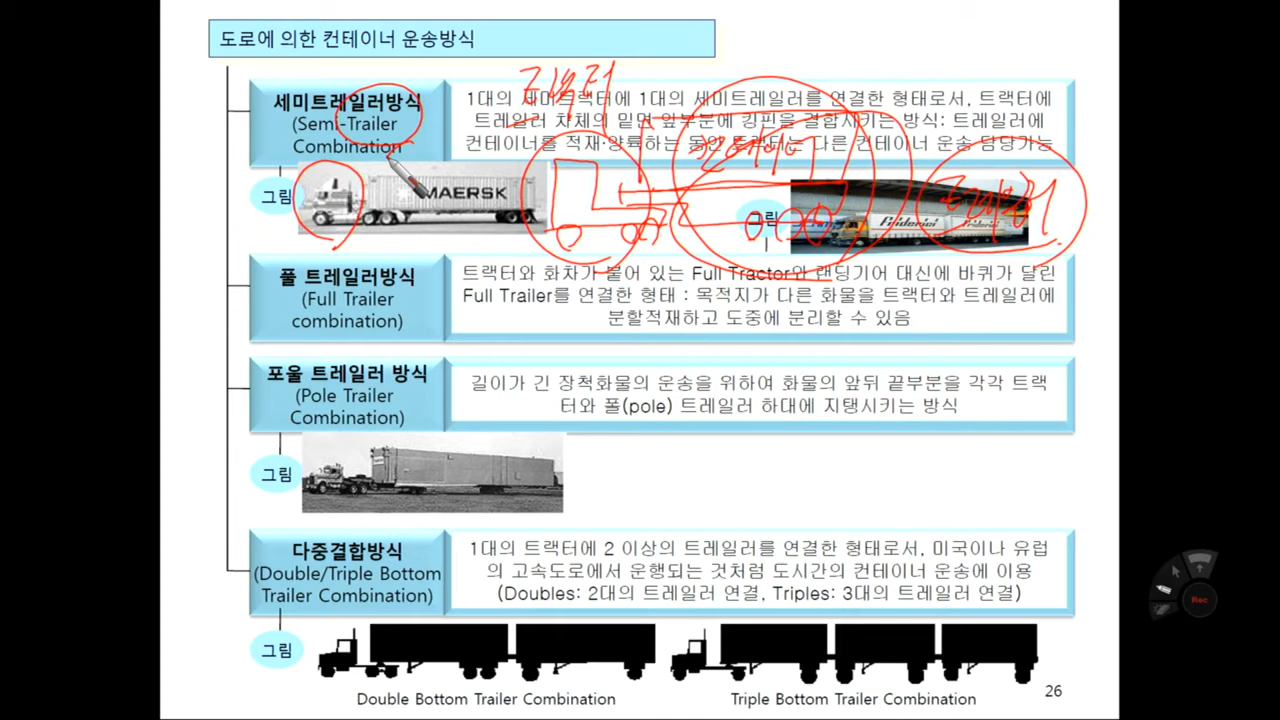 도로에 의한 컨테이너 운송방식
세미트레일러방식
(Semi-Trailer
Combination
1대의 세미트랙터에 1대의 세미트레일러를 연결한 형태로서, 트랙터에
트레일러 차체의 밑면 앞부분에 킹핀을 결합시키는 방식: 트레일러에
컨테이너를 적재·양륙하는 동안 트랙터는 다른 컨테이너 운송 담당가능
트랙터
컨테이너
트레일러
그림
MAERSK
그림
Friderici
Friderici
풀 트레일러방식
(Full Trailer
combination)
트랙터와 화차가 붙어 있는 Full Tractor와 랜딩기어 대신에 바퀴가 달린
Full Trailer를 연결한 형태 : 목적지가 다른 화물을 트랙터와 트레일러에
분할적재하고 도중에 분리할 수 있음
포울 트레일러 방식
(Pole Trailer
Combination)
길이가 긴 장척화물의 운송을 위하여 화물의 앞뒤 끝부분을 각각 트랙
터와 폴(pole) 트레일러 하대에 지탱시키는 방식
그림
다중결합방식
(Double/Triple Bottom
Trailer Combination)
1대의 트랙터에 2 이상의 트레일러를 연결한 형태로서, 미국이나 유럽
의 고속도로에서 운행되는 것처럼 도시간의 컨테이너 운송에 이용
(Doubles: 2대의 트레일러 연결, Triples: 3대의 트레일러 연결)
그림
Double Bottom Trailer Combination
Triple Bottom Trailer Combination
26
Rec